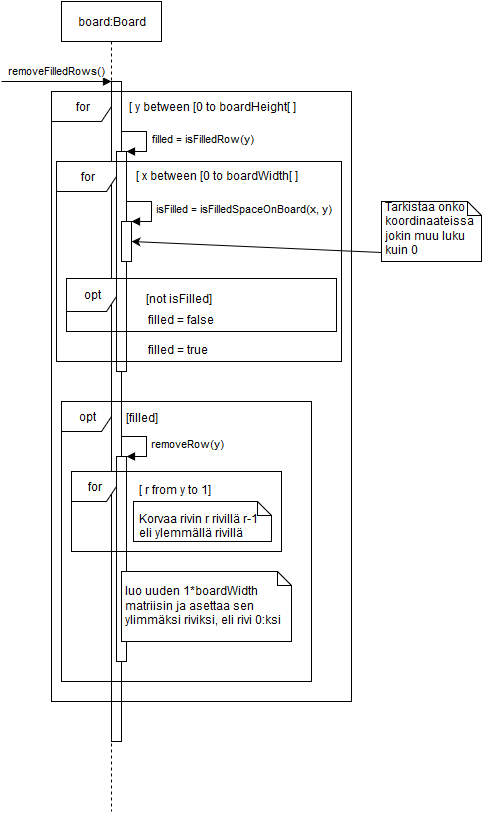 board:Board
removeFilledRows()
for
[ y between [0 to boardHeight[ ]
filled = isFilledRow(y)
for
[ x between [0 to boardWidth[ ]
isFilled = isFilledSpaceOnBoard(x, y)
Tarkistaa onko
koordinaateissa
jokin muu luku
kuin 0
opt
[not isFilled]
filled = false
filled = true
opt
[filled]
removeRow(y)
for
[ r from y to 1]
Korvaa rivin r rivillä r-1
eli ylemmällä rivillä
luo uuden 1*boardWidth
matriisin ja asettaa sen
ylimmäksi riviksi, eli rivi 0:ksi